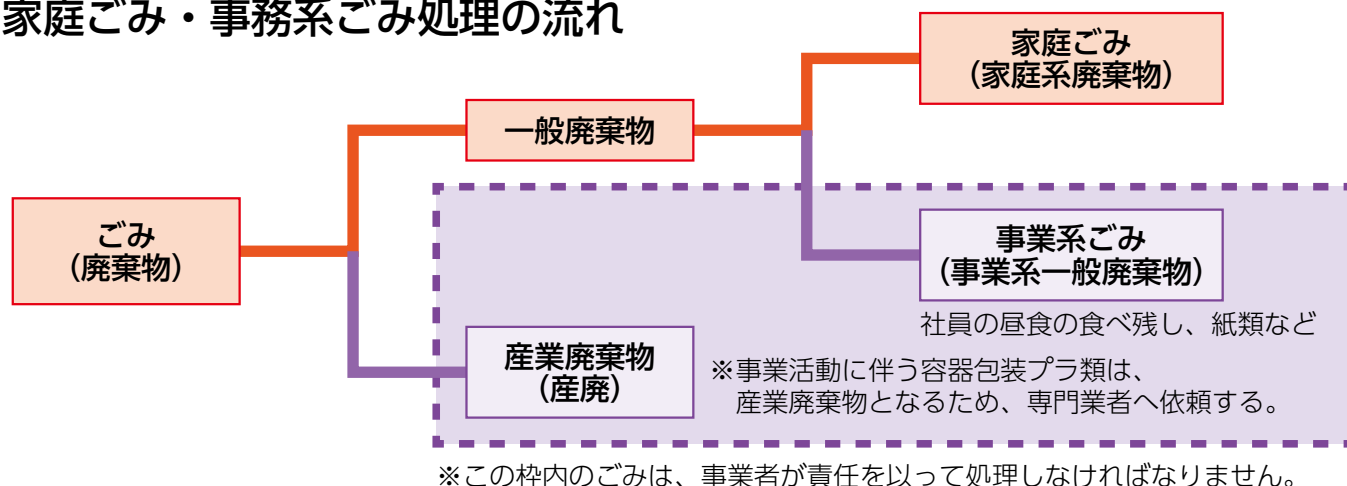 家庭ごみ・事務系ごみ処理の流れ
家庭ごみ
（家庭系廃棄物）
一般廃棄物
ごみ
（廃棄物）
事業系ごみ
（事業系一般廃棄物）
社員の昼食の食べ残し、紙類など
産業廃棄物
（産廃）
※事業活動に伴う容器包装プラ類は、
産業廃棄物となるため、専門業者へ依頼する。
※この枠内のごみは、事業者が責任を以って処理しなければなりません。